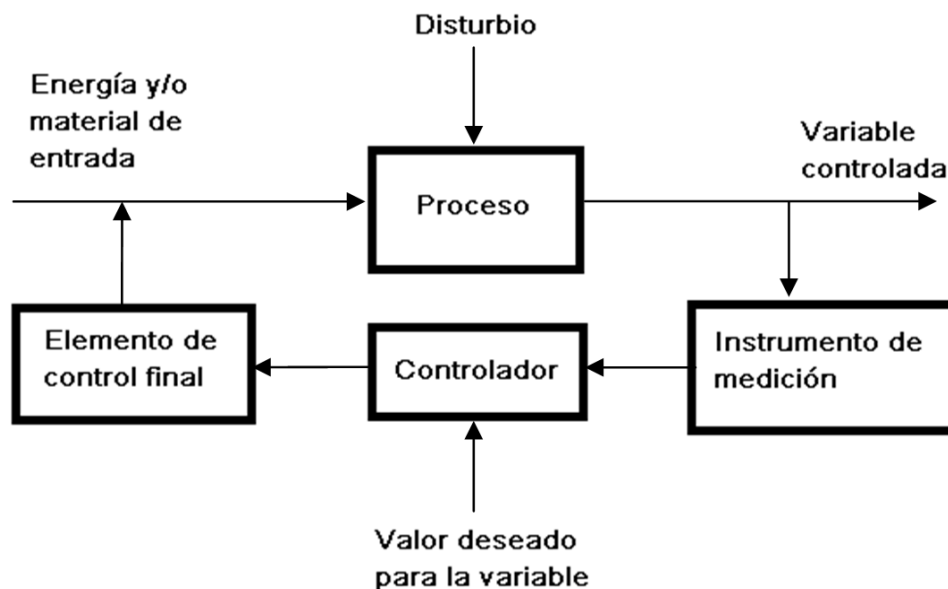 Disturbio
Energía y/o
material de
entrada
Variable
controlada
Proceso
Elemento de
control final
Controlador
Instrumento de
medición
Valor deseado
para la variable